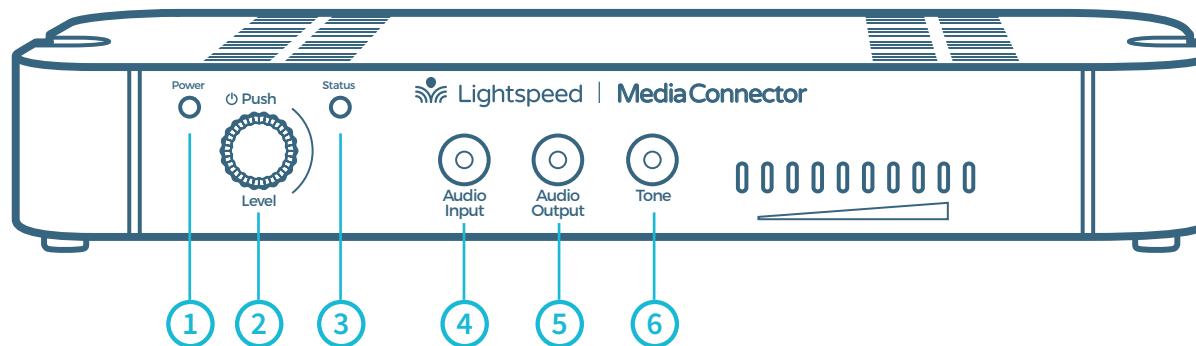 Power
Push
Status
Lightspeed | MediaConnector
Level
Audio
Input
Audio
Output
Tone
1 2 3 4 5 6